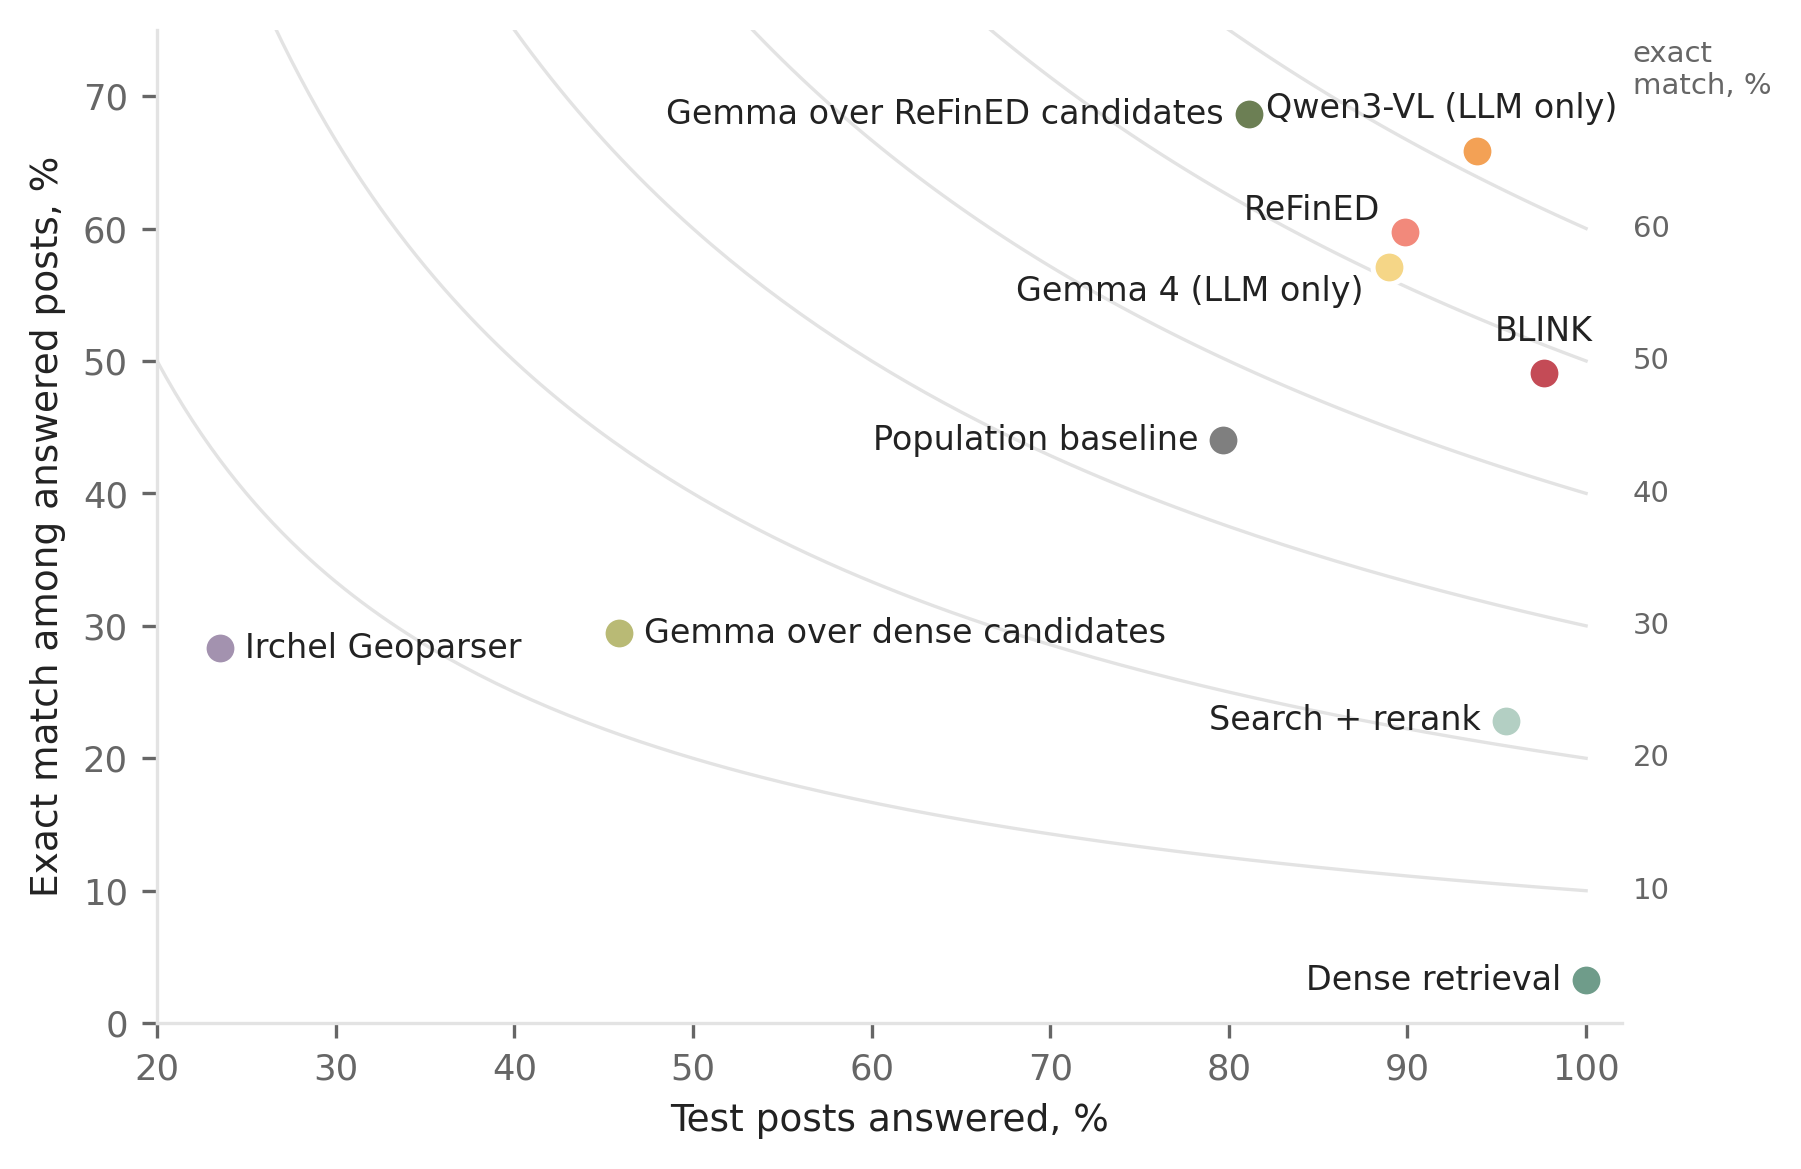 exact
match, %
70
Gemma over ReFinED candidates
Qwen3-VL (LLM only)
ReFinED
60
60
Gemma 4 (LLM only)
BLINK
50
50
Population baseline
40
40
30
30
Irchel Geoparser
Gemma over dense candidates
Search + rerank
20
20
10
10
Dense retrieval
0
20 30 40 50 60 70 80 90 100
Test posts answered, %
Exact match among answered posts, %